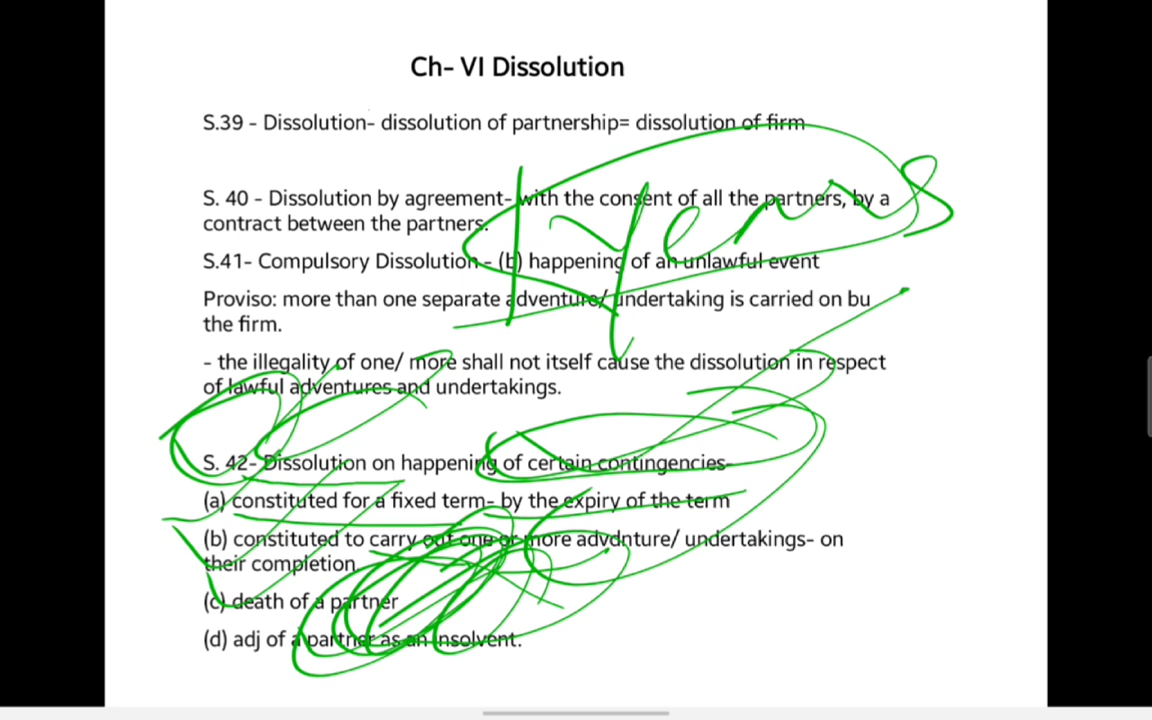 Ch- VI Dissolution
S.39 - Dissolution- dissolution of partnership= dissolution of firm
S. 40 - Dissolution by agreement- with the consent of all the partners, by a
contract between the partners.
S.41- Compulsory Dissolution - (b) happening of an unlawful event
Proviso: more than one separate adventure/ undertaking is carried on bu
the firm.
- the illegality of one/ more shall not itself cause the dissolution in respect
of lawful adventures and undertakings.
S. 42- Dissolution on happening of certain contingencies-
(a) constituted for a fixed term- by the expiry of the term
(b) constituted to carry out one or more advdnture/ undertakings- on
their completion
(c) death of a partner
(d) adj of a partner as an insolvent.